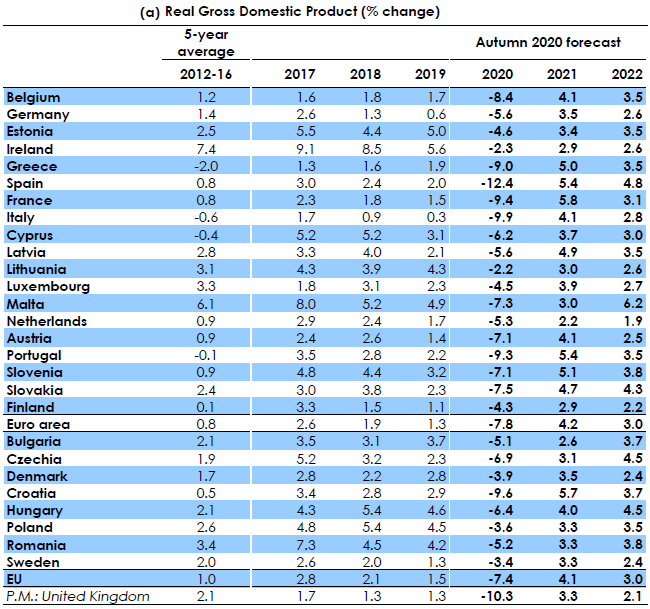 (a) Real Gross Domestic Product (% change)
5-year
average Autumn 2020 forecast
2012-16 2017 2018 2019 2020 2021 2022
Belgium 1.2 1.6 1.8 1.7 -8.4 4.1 3.5
Germany 1.4 2.6 1.3 0.6 -5.6 3.5 2.6
Estonia 2.5 5.5 4.4 5.0 -4.6 3.4 3.5
Ireland 7.4 9.1 8.5 5.6 -2.3 2.9 2.6
Greece -2.0 1.3 1.6 1.9 -9.0 5.0 3.5
Spain 0.8 3.0 2.4 2.0 -12.4 5.4 4.8
France 0.8 2.3 1.8 1.5 -9.4 5.8 3.1
Italy -0.6 1.7 0.9 0.3 -9.9 4.1 2.8
Cyprus -0.4 5.2 5.2 3.1 -6.2 3.7 3.0
Latvia 2.8 3.3 4.0 2.1 -5.6 4.9 3.5
Lithuania 3.1 4.3 3.9 4.3 -2.2 3.0 2.6
Luxembourg 3.3 1.8 3.1 2.3 -4.5 3.9 2.7
Malta 6.1 8.0 5.2 4.9 -7.3 3.0 6.2
Netherlands 0.9 2.9 2.4 1.7 -5.3 2.2 1.9
Austria 0.9 2.4 2.6 1.4 -7.1 4.1 2.5
Portugal -0.1 3.5 2.8 2.2 -9.3 5.4 3.5
Slovenia 0.9 4.8 4.4 3.2 -7.1 5.1 3.8
Slovakia 2.4 3.0 3.8 2.3 -7.5 4.7 4.3
Finland 0.1 3.3 1.5 1.1 -4.3 2.9 2.2
Euro area 0.8 2.6 1.9 1.3 -7.8 4.2 3.0
Bulgaria 2.1 3.5 3.1 3.7 -5.1 2.6 3.7
Czechia 1.9 5.2 3.2 2.3 -6.9 3.1 4.5
Denmark 1.7 2.8 2.2 2.8 -3.9 3.5 2.4
Croatia 0.5 3.4 2.8 2.9 -9.6 5.7 3.7
Hungary 2.1 4.3 5.4 4.6 -6.4 4.0 4.5
Poland 2.6 4.8 5.4 4.5 -3.6 3.3 3.5
Romania 3.4 7.3 4.5 4.2 -5.2 3.3 3.8
Sweden 2.0 2.6 2.0 1.3 -3.4 3.3 2.4
EU 1.0 2.8 2.1 1.5 -7.4 4.1 3.0
P.M.: United Kingdom 2.1 1.7 1.3 1.3 -10.3 3.3 2.1